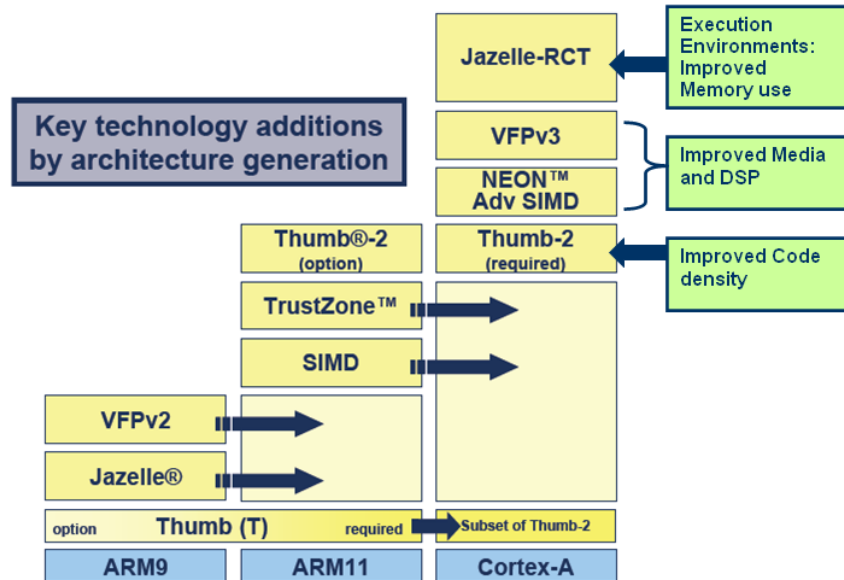 Key technology additions
by architecture generation
Jazelle-RCT
Execution
Environments:
Improved
Memory use
VFPv3
NEON™
Adv SIMD
Improved Media
and DSP
Thumb®-2
(option)
Thumb-2
(required)
Improved Code
density
TrustZone™
SIMD
VFPv2
Jazelle®
option Thumb (T) required
Subset of Thumb-2
ARM9
ARM11
Cortex-A